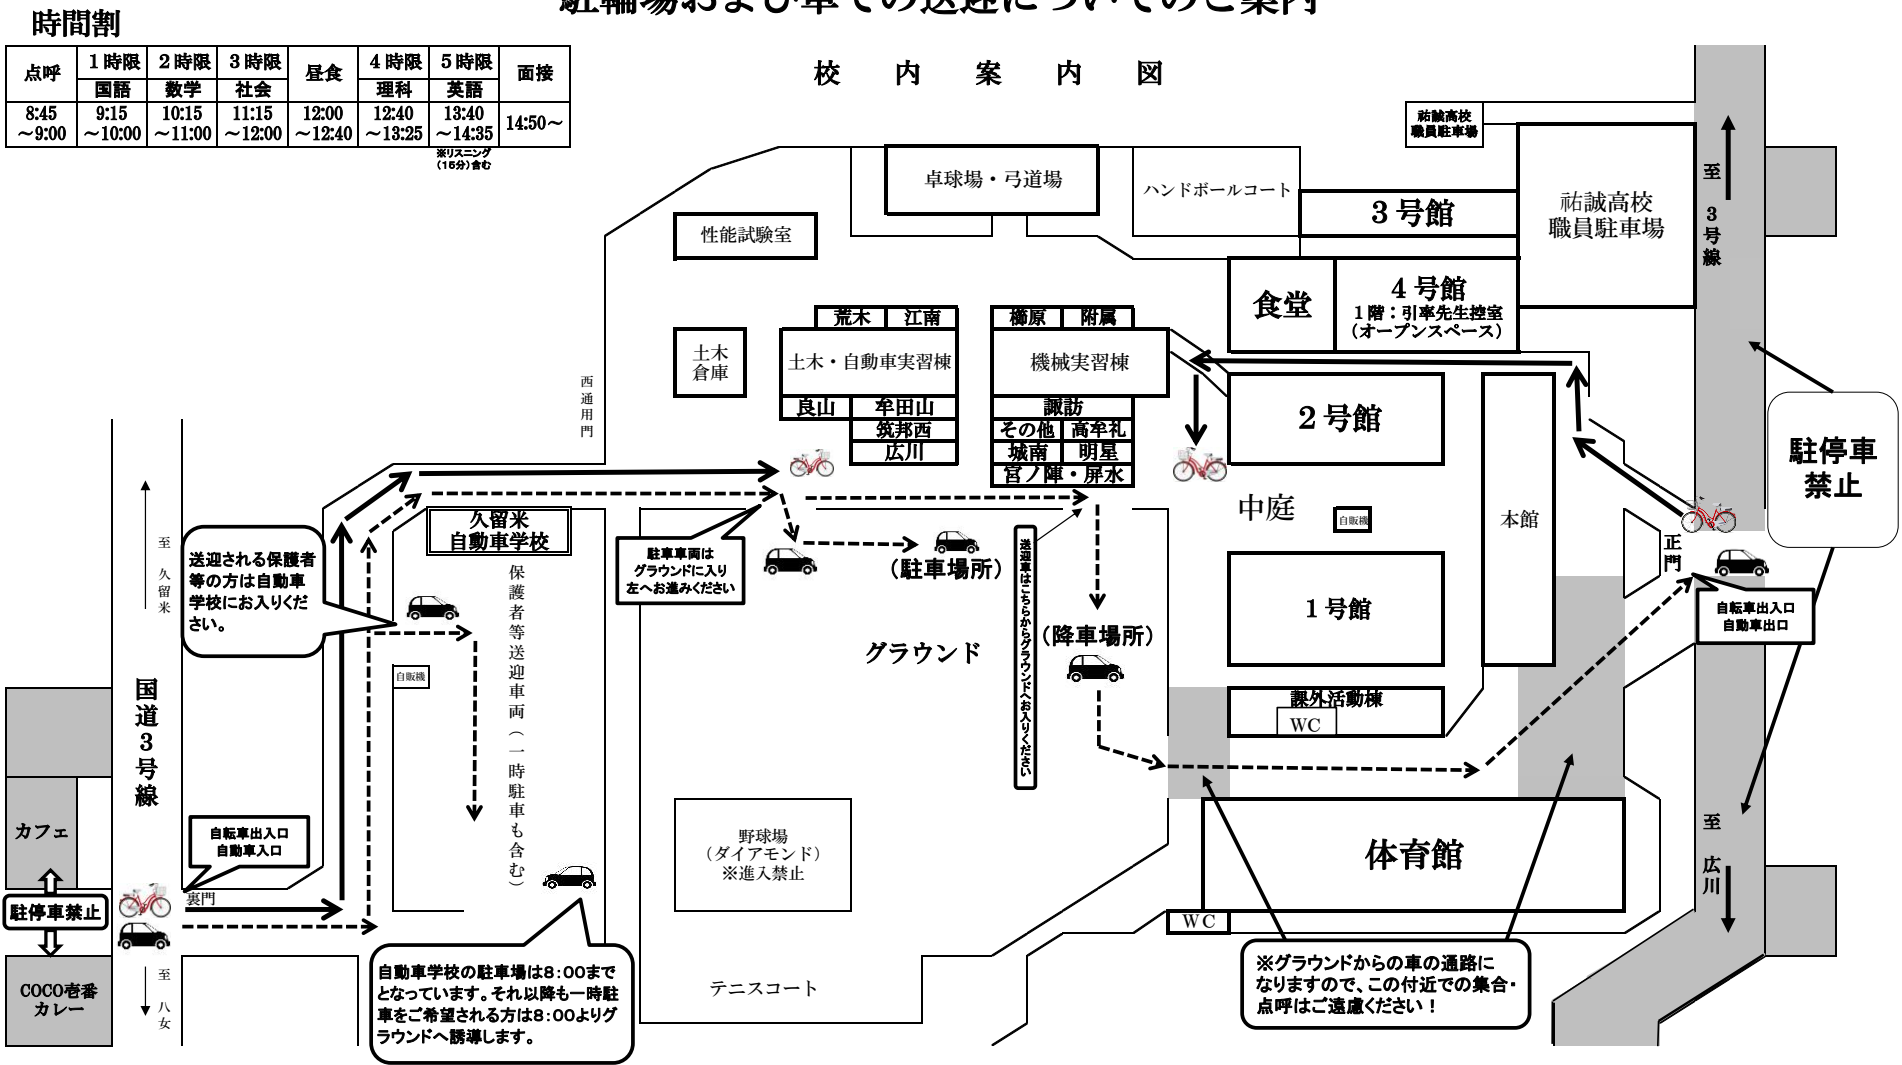 駐輪場および車での送迎についてのご案内
時間割
点呼 1時限 2時限 3時限 昼食 4時限 5時限 面接
国語 数学 社会 理科 英語
8:45 9:15 10:15 11:15 12:00 12:40 13:40 14:50～
～9:00 ～10:00 ～11:00 ～12:00 ～12:40 ～13:25 ～14:35
※リスニング
（15分）含む
校内案内図
祐誠高校
職員駐車場
至 3号線
卓球場・弓道場
ハンドボールコート
3号館
祐誠高校
職員駐車場
性能試験室
食堂
4号館
1階：引率先生控室
（オープンスペース）
荒木 江南
櫛原 附属
土木
倉庫
土木・自動車実習棟
機械実習棟
西通用門
良山 牟田山
筑邦西
広川
諏訪
その他 高牟礼
城南 明星
宮ノ陣・屏水
2号館
駐停車
禁止
中庭
自販機
本館
正門
至 久留米
送迎される保護者
等の方は自動車
学校にお入りくだ
さい。
久留米
自動車学校
保護者等送迎車両（一時駐車も含む）
自販機
駐車車両は
グラウンドに入り
左へお進みください
（駐車場所）
送迎車はこちらからグラウンドへお入りください
（降車場所）
グラウンド
1号館
自転車出入口
自動車出口
課外活動棟
WC
国道3号線
カフェ
自転車出入口
自動車入口
裏門
駐停車禁止
COCO壱番
カレー
至 八女
野球場
（ダイアモンド）
※進入禁止
体育館
WC
至 広川
自動車学校の駐車場は8：00まで
となっています。それ以降も一時駐
車をご希望される方は8：00よりグ
ラウンドへ誘導します。
テニスコート
※グラウンドからの車の通路に
なりますので、この付近での集合・
点呼はご遠慮ください！